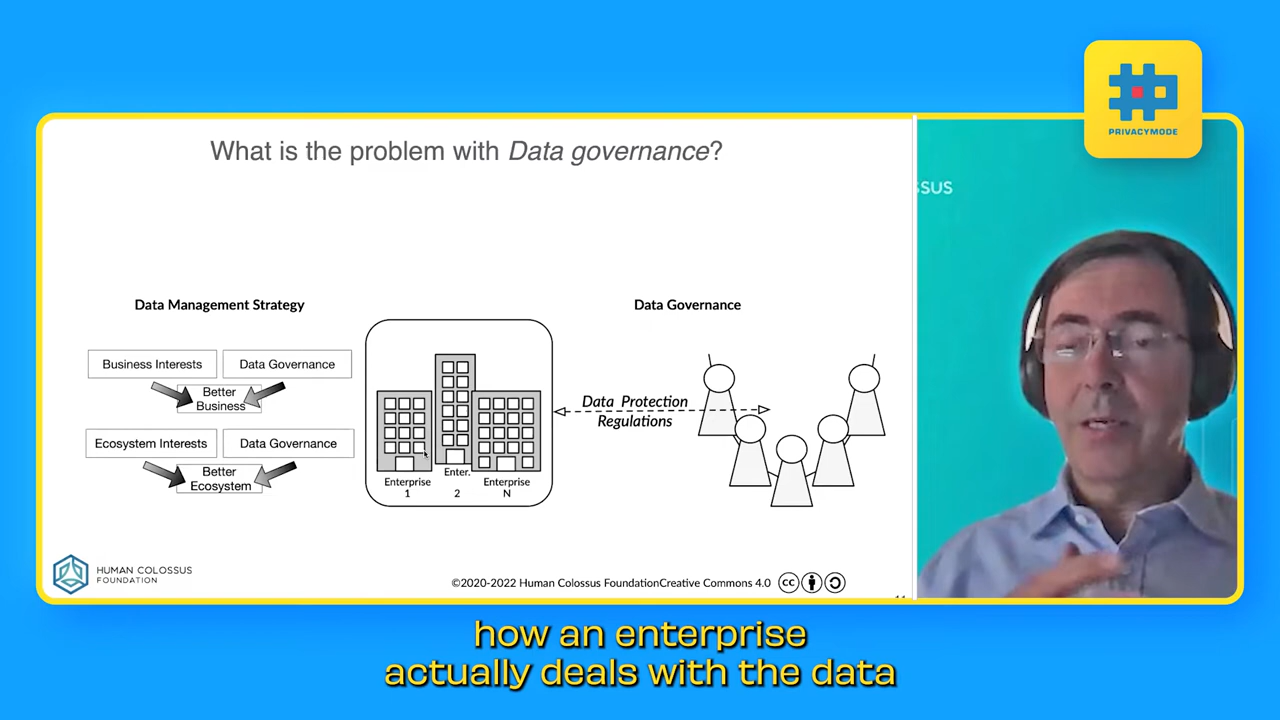 PRIVACYMODE
What is the problem with Data governance?
SSUS
Data Management Strategy
Data Governance
Business Interests
Data Governance
Better
Business
Ecosystem Interests
Data Governance
Better
Ecosystem
Enterprise
1
Enter.
2
Enterprise
N
Data Protection
Regulations
HUMAN COLOSSUS
FOUNDATION
©2020-2022 Human Colossus FoundationCreative Commons 4.0
cc
how an enterprise
actually deals with the data